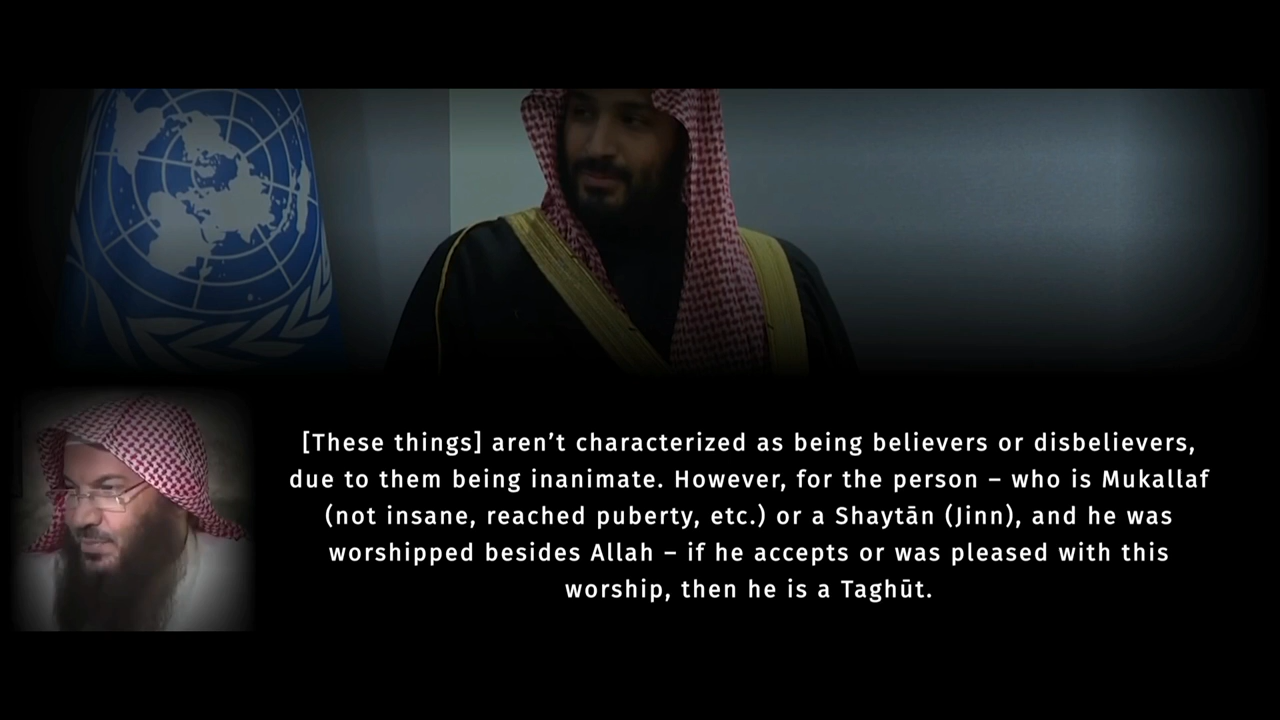 [These things] aren’t characterized as being believers or disbelievers,
due to them being inanimate. However, for the person – who is Mukallaf
(not insane, reached puberty, etc.) or a Shaytān (Jinn), and he was
worshipped besides Allah – if he accepts or was pleased with this
worship, then he is a Taghūt.